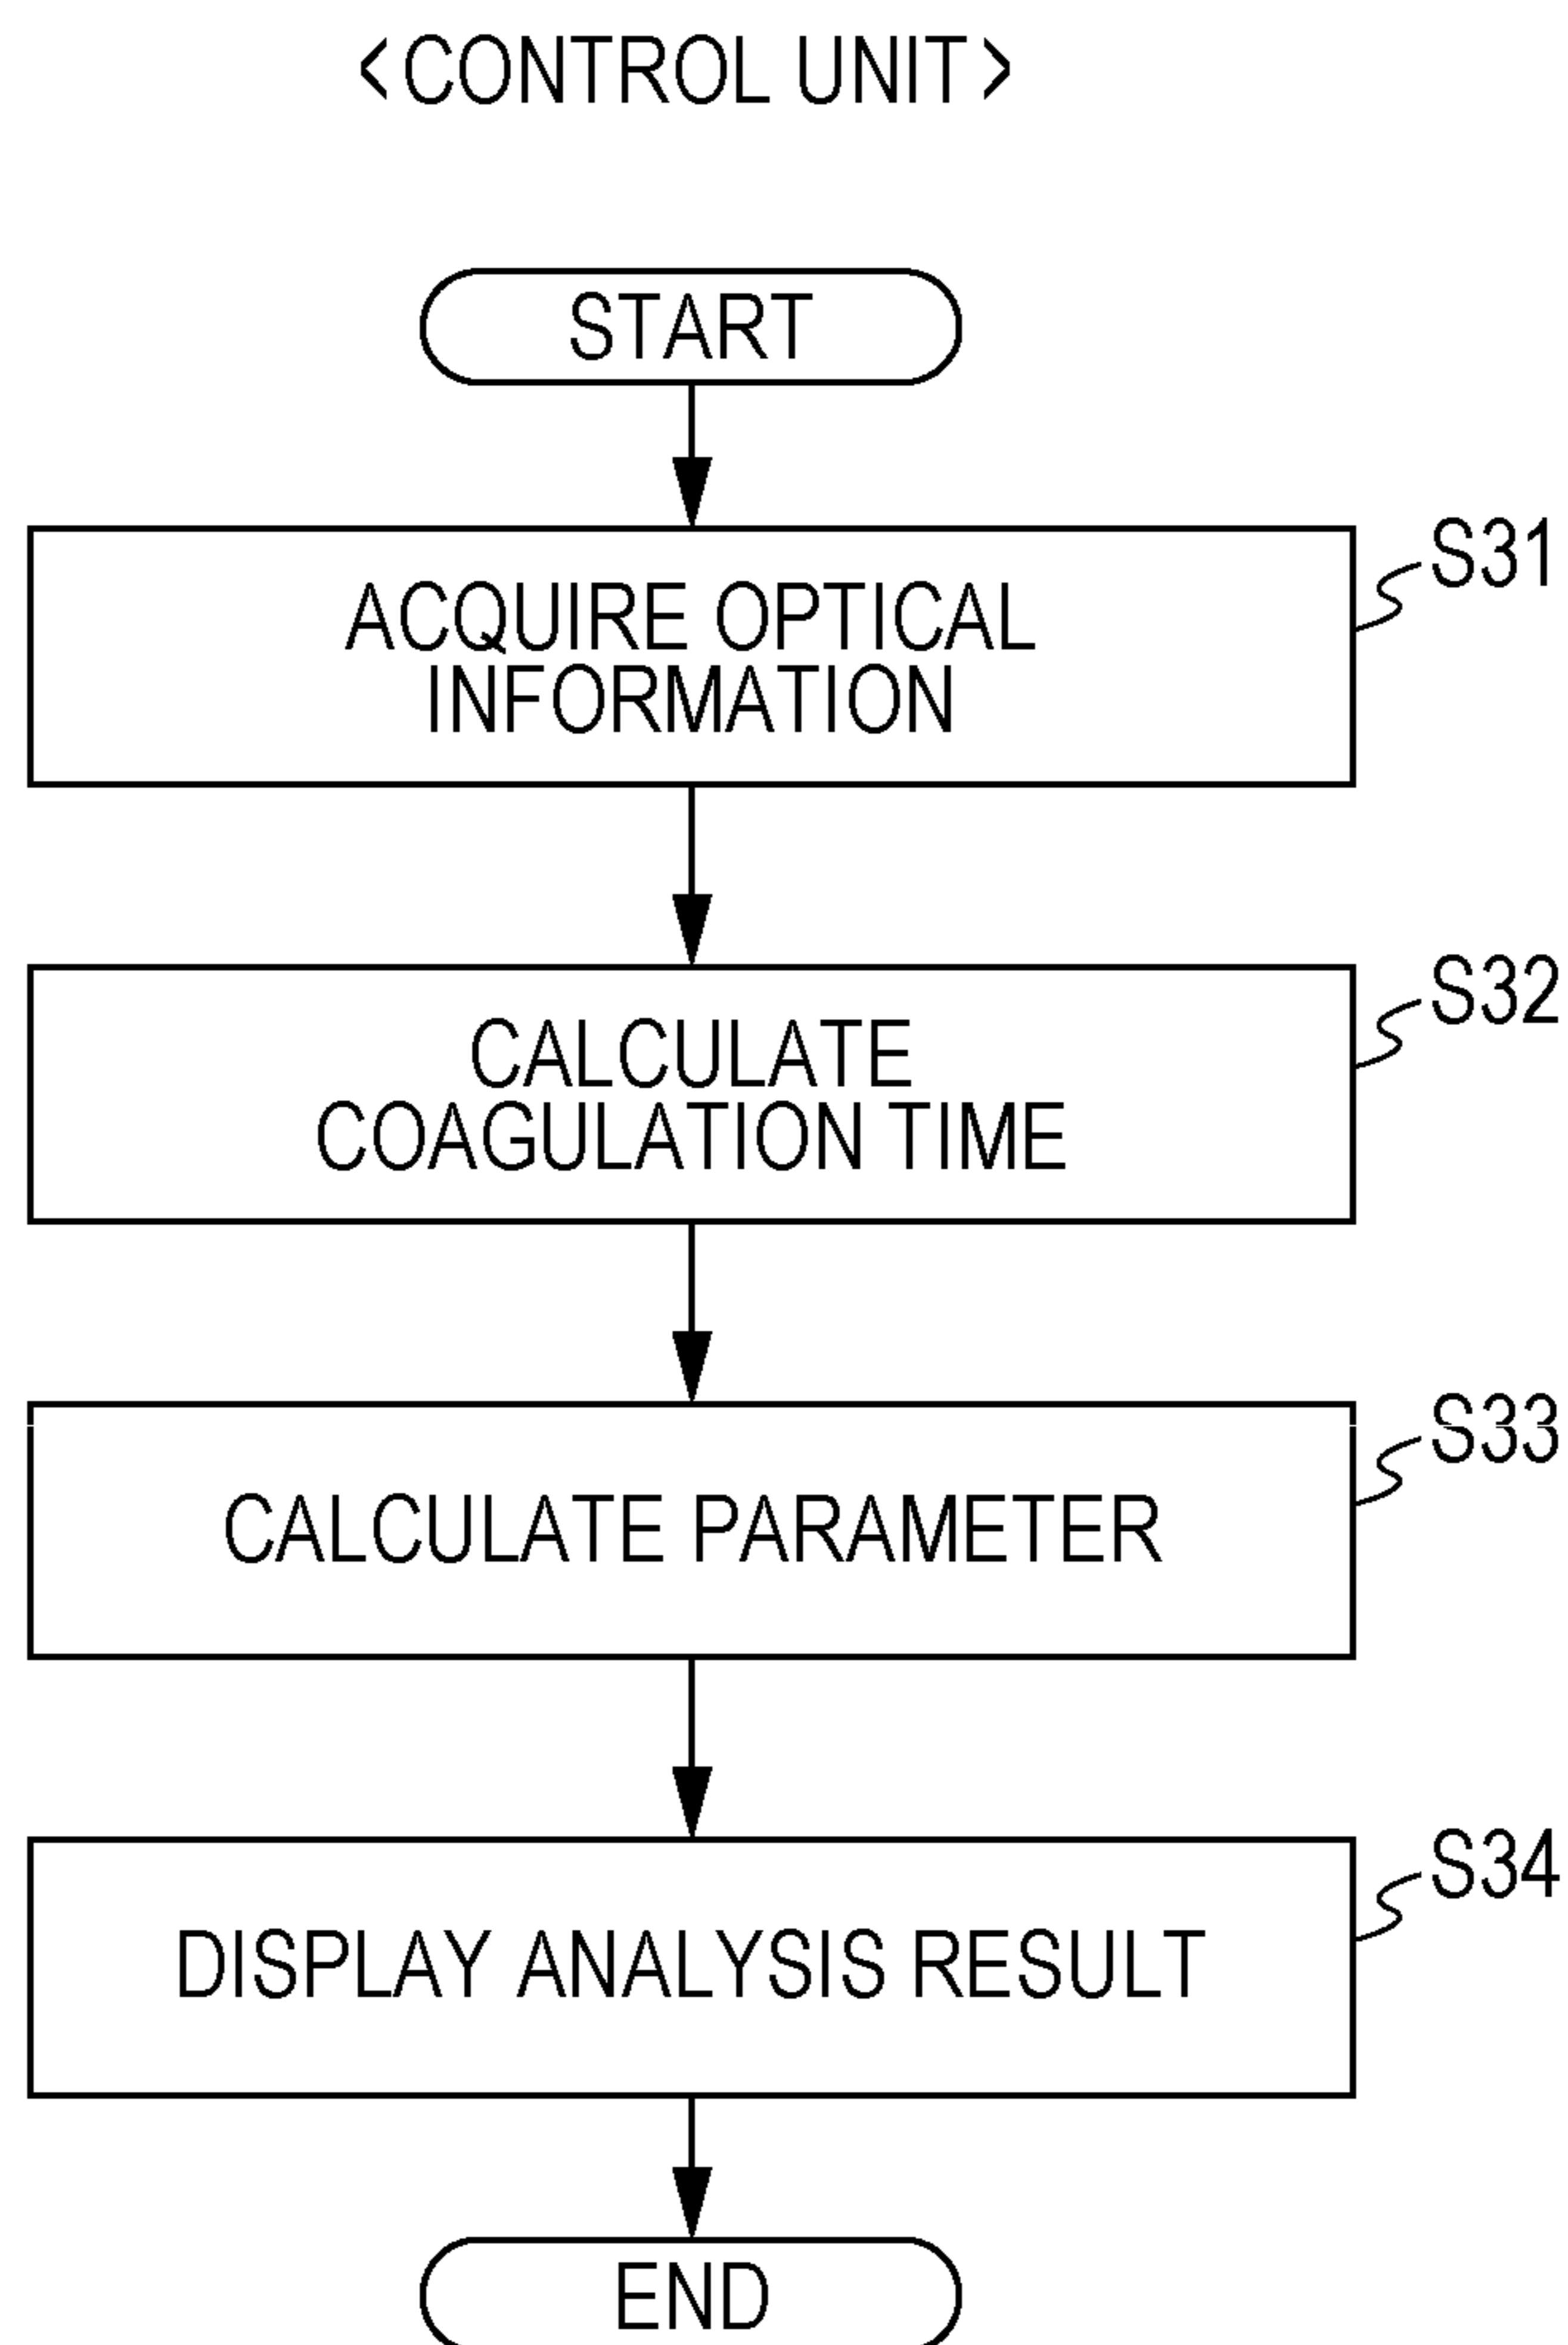 <CONTROL UNIT>
START
S31
ACQUIRE OPTICAL
INFORMATION
S32
CALCULATE
COAGULATION TIME
S33
CALCULATE PARAMETER
S34
DISPLAY ANALYSIS RESULT
END